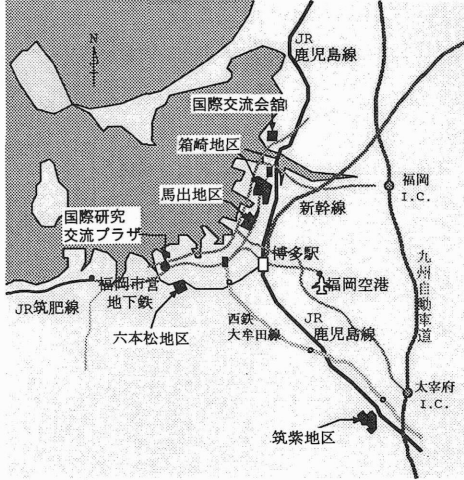 N
JR
鹿児島線
国際交流会舘
箱崎地区
馬出地区
福岡
I.C.
国際研究
交流プラザ
新幹線
博多駅
福岡市営
地下鉄
福岡空港
九州自動車道
JR筑肥線
六本松地区
西鉄
大牟田線
JR
鹿児島線
太宰府
I.C.
筑紫地区